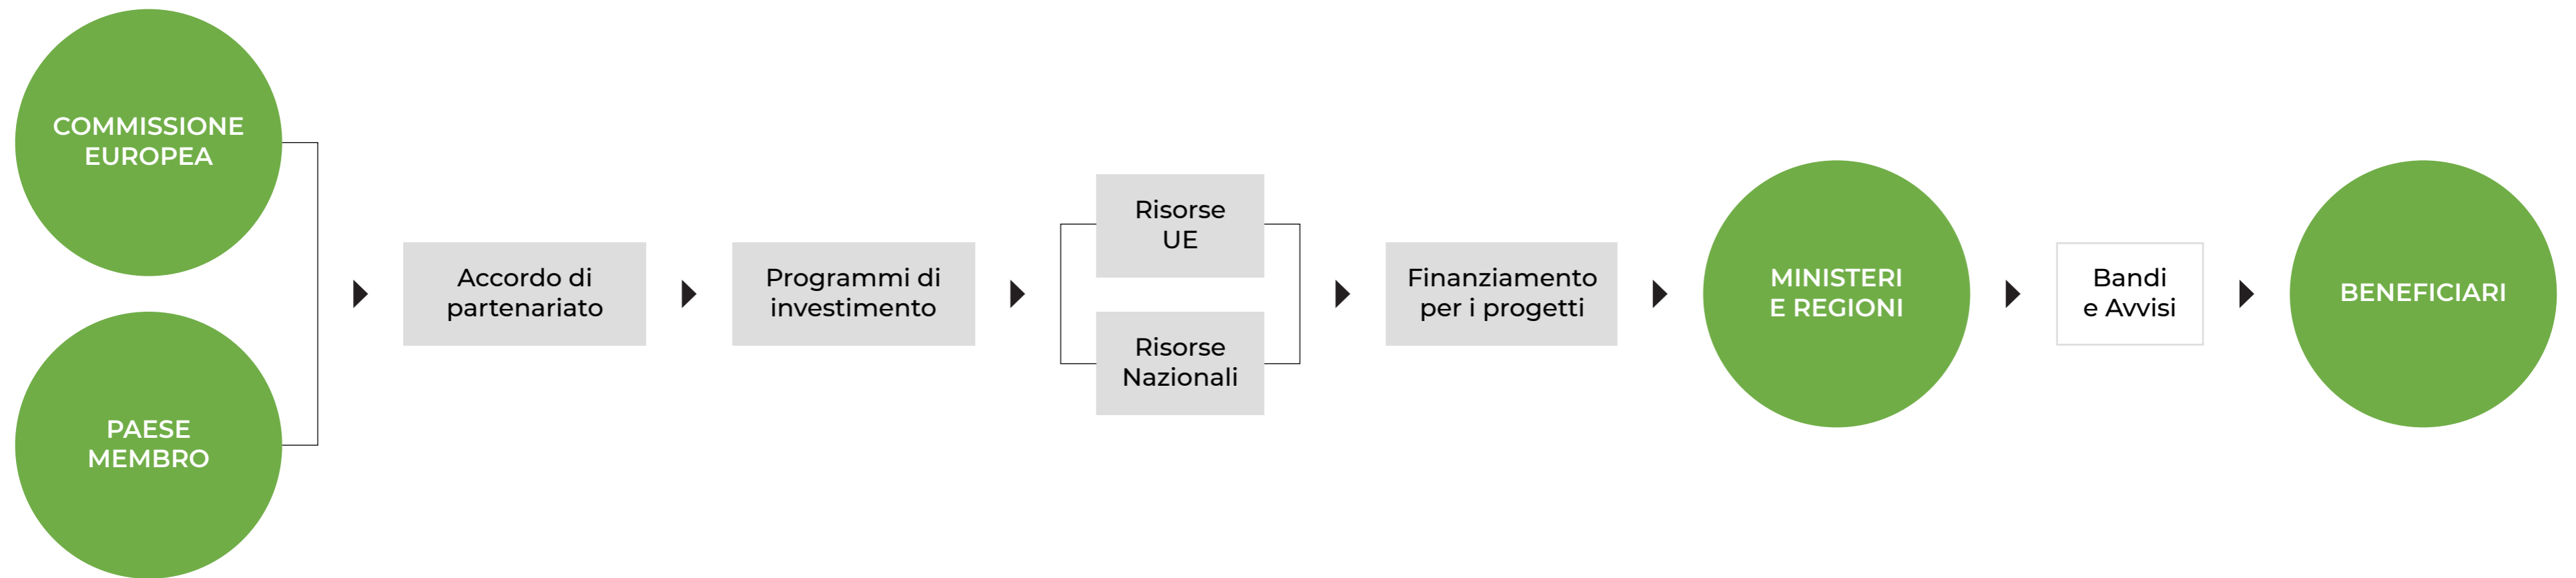 COMMISSIONE
EUROPEA
PAESE
MEMBRO
Accordo di
partenariato
Programmi di
investimento
Risorse
UE
Risorse
Nazionali
Finanziamento
per i progetti
MINISTERI
E REGIONI
Bandi
e Avvisi
BENEFICIARI